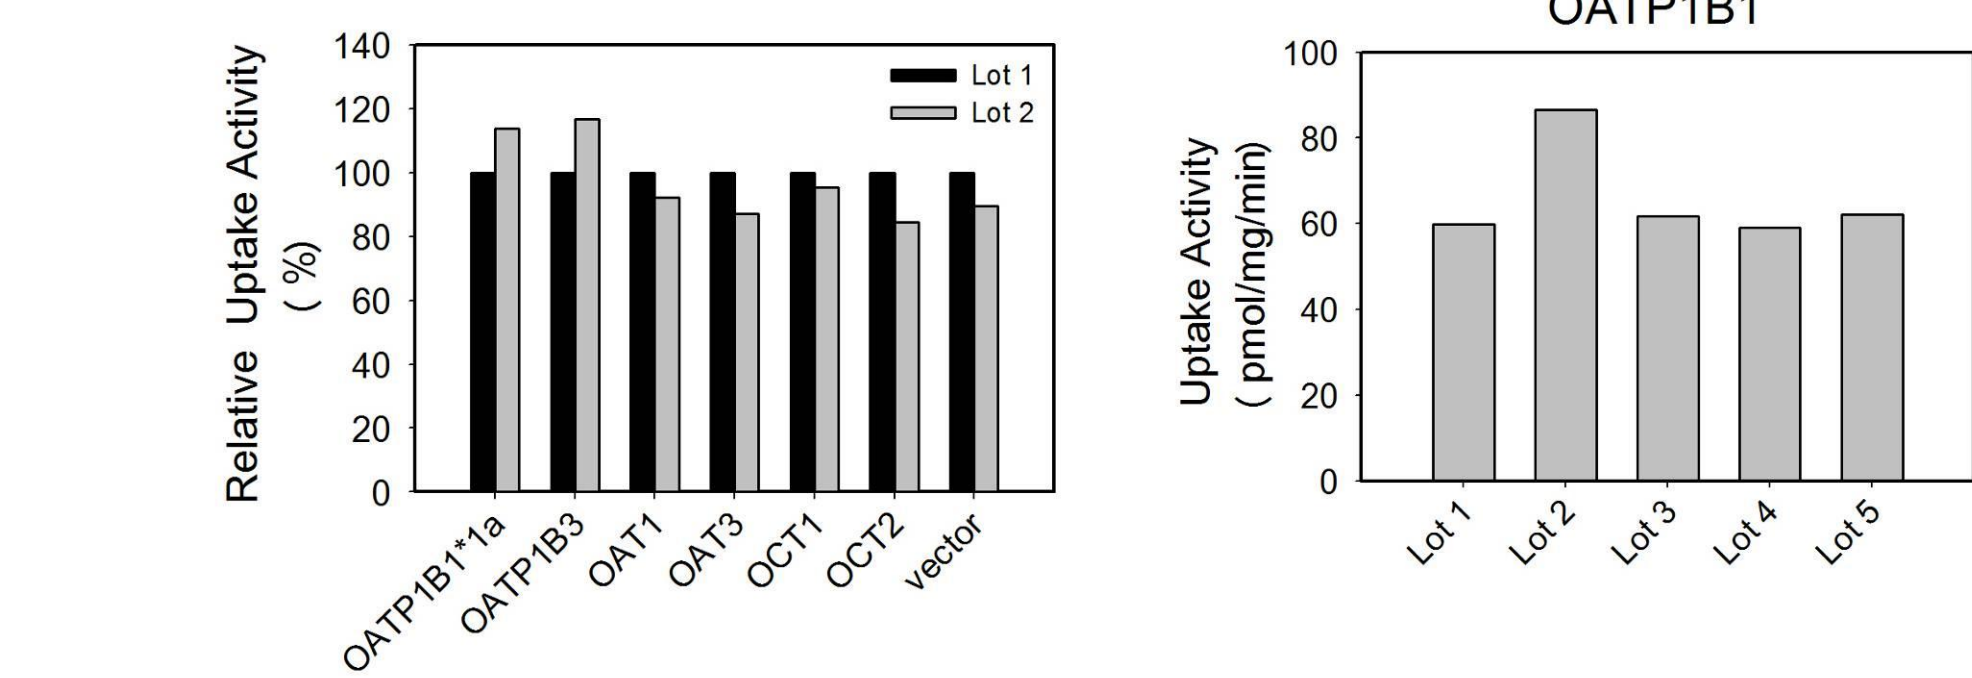 Relative Uptake Activity
( %)
140
120
100
80
60
40
20
0
Lot 1
Lot 2
OATP1B1*1a
OATP1B3
OAT1
OAT3
OCT1
OCT2
vector
OATP1B1
Uptake Activity
( pmol/mg/min)
100
80
60
40
20
0
Lot 1
Lot 2
Lot 3
Lot 4
Lot 5